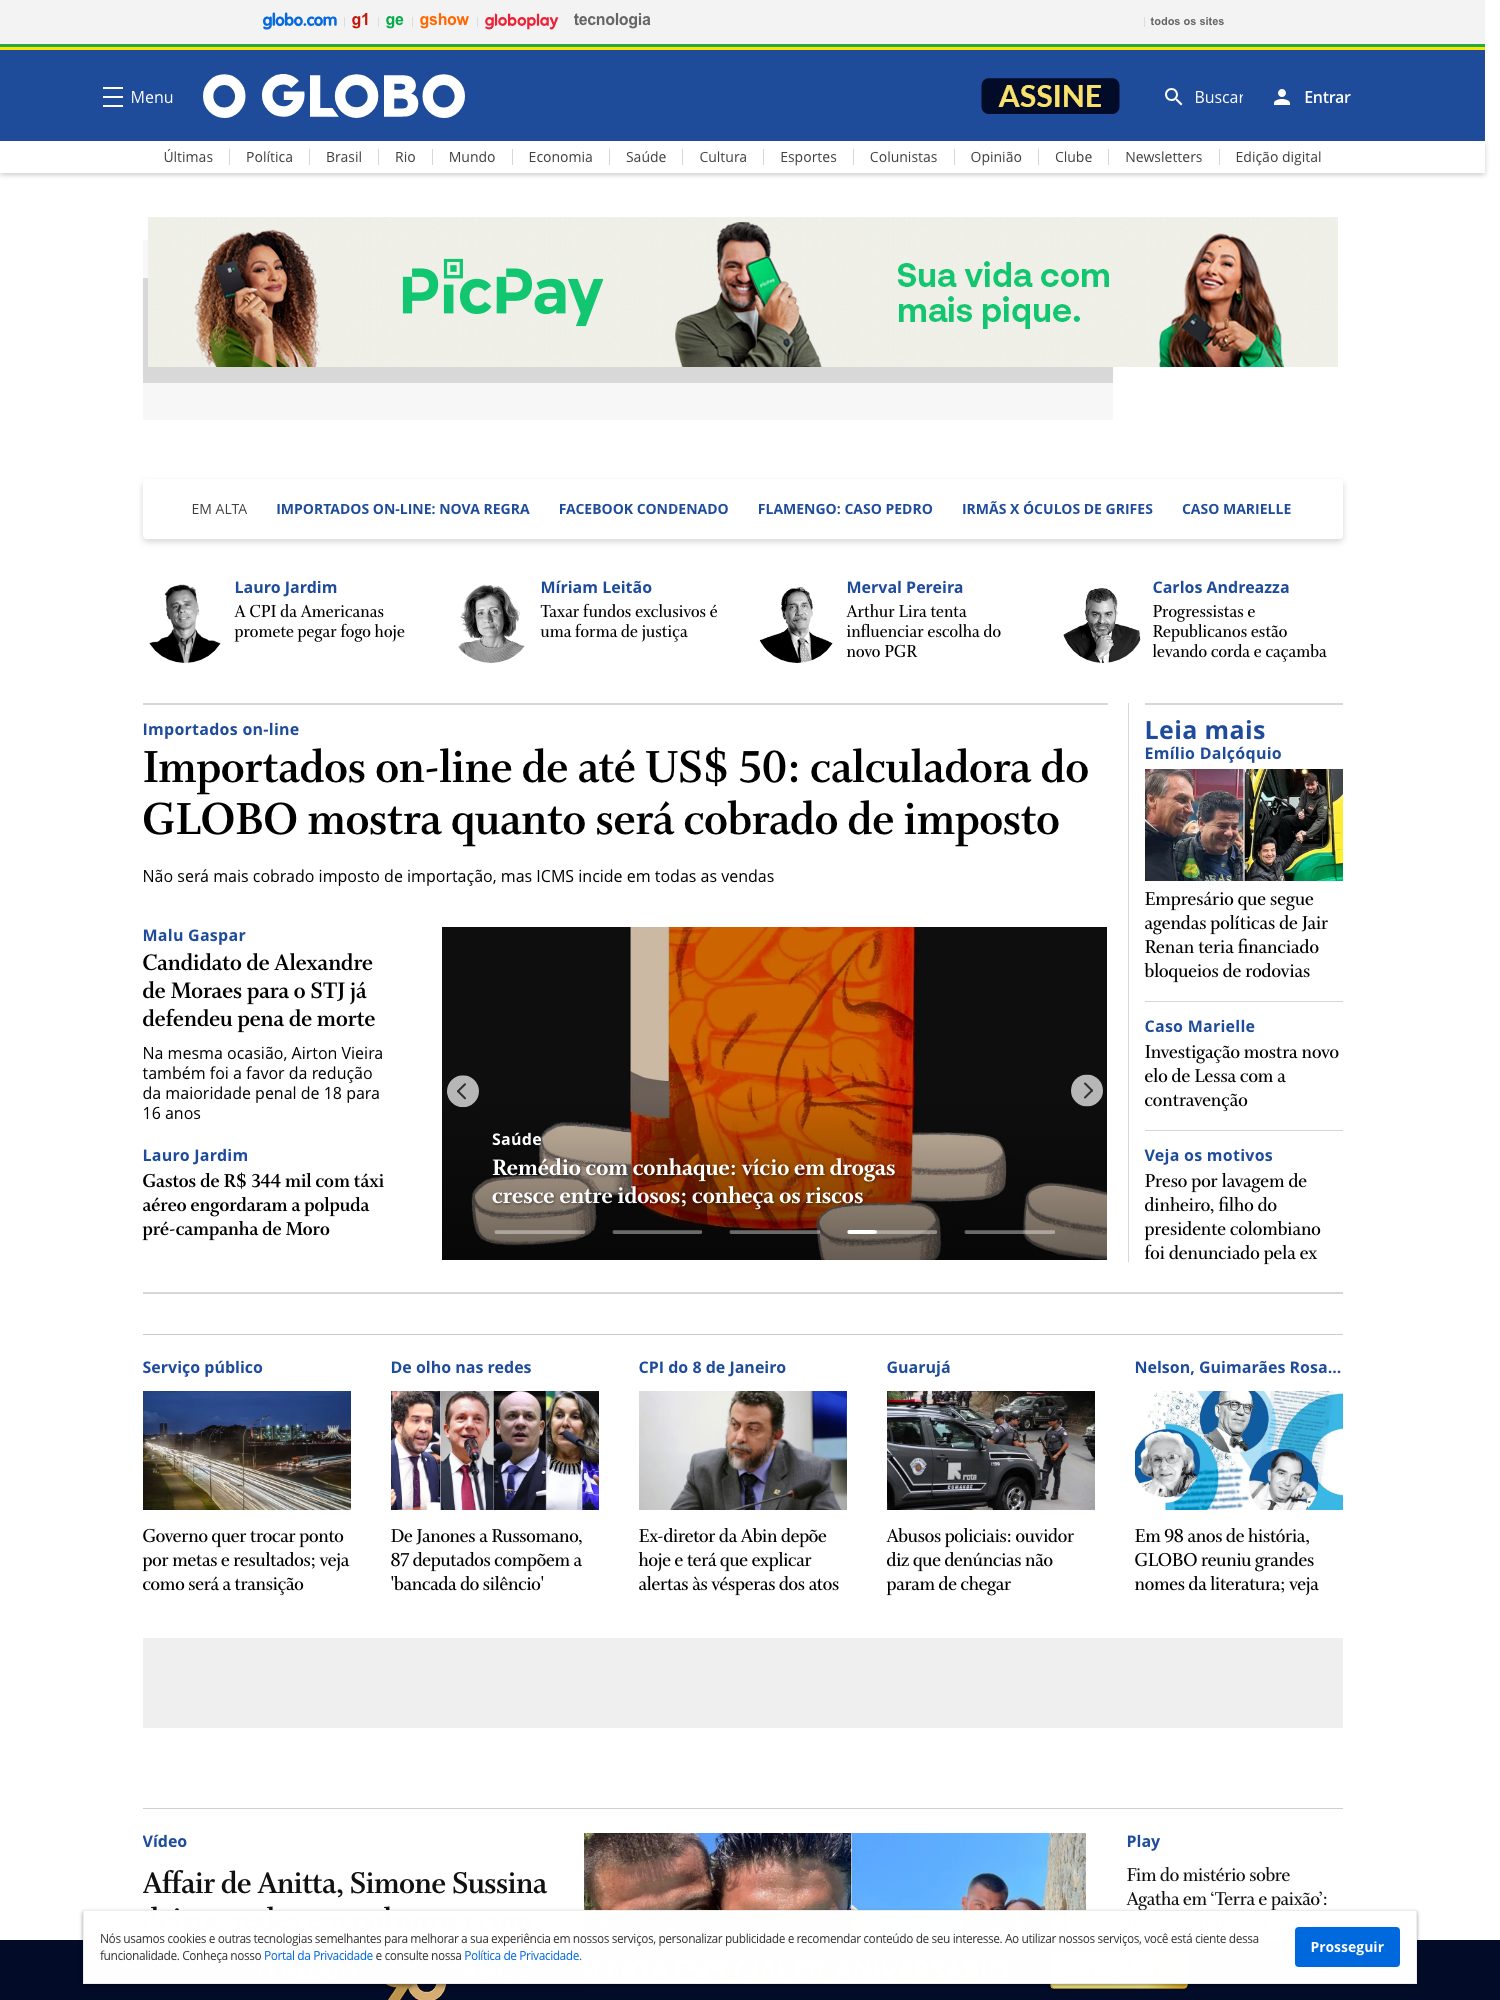 globo.com g1 ge gshow globoplay tecnologia todos os sites
Menu O GLOBO ASSINE Buscar Entrar
Últimas Política Brasil Rio Mundo Economia Saúde Cultura Esportes Colunistas Opinião Clube Newsletters Edição digital
PicPay
Sua vida com
mais pique.
EM ALTA IMPORTADOS ON-LINE: NOVA REGRA FACEBOOK CONDENADO FLAMENGO: CASO PEDRO IRMÃS X ÓCULOS DE GRIFES CASO MARIELLE
Lauro Jardim
A CPI da Americanas
promete pegar fogo hoje
Míriam Leitão
Taxar fundos exclusivos é
uma forma de justiça
Merval Pereira
Arthur Lira tenta
influenciar escolha do
novo PGR
Carlos Andreazza
Progressistas e
Republicanos estão
levando corda e caçamba
Importados on-line
Importados on-line de até US$ 50: calculadora do
GLOBO mostra quanto será cobrado de imposto
Não será mais cobrado imposto de importação, mas ICMS incide em todas as vendas
Malu Gaspar
Candidato de Alexandre
de Moraes para o STJ já
defendeu pena de morte
Na mesma ocasião, Airton Vieira
também foi a favor da redução
da maioridade penal de 18 para
16 anos
Lauro Jardim
Gastos de R$ 344 mil com táxi
aéreo engordaram a polpuda
pré-campanha de Moro
Saúde
Remédio com conhaque: vício em drogas
cresce entre idosos; conheça os riscos
Leia mais
Emílio Dalçóquio
22
Empresário que segue
agendas políticas de Jair
Renan teria financiado
bloqueios de rodovias
Caso Marielle
Investigação mostra novo
elo de Lessa com a
contravenção
Veja os motivos
Preso por lavagem de
dinheiro, filho do
presidente colombiano
foi denunciado pela ex
Serviço público
Governo quer trocar ponto
por metas e resultados; veja
como será a transição
De olho nas redes
De Janones a Russomano,
87 deputados compõem a
'bancada do silêncio'
CPI do 8 de Janeiro
Ex-diretor da Abin depõe
hoje e terá que explicar
alertas às vésperas dos atos
Guarujá
rota
Abusos policiais: ouvidor
diz que denúncias não
param de chegar
Nelson, Guimarães Rosa...
Em 98 anos de história,
GLOBO reuniu grandes
nomes da literatura; veja
Vídeo
Affair de Anitta, Simone Sussina
Play
Fim do mistério sobre
Agatha em ‘Terra e paixão’:
Nós usamos cookies e outras tecnologias semelhantes para melhorar a sua experiência em nossos serviços, personalizar publicidade e recomendar conteúdo de seu interesse. Ao utilizar nossos serviços, você está ciente dessa
funcionalidade. Conheça nosso Portal da Privacidade e consulte nossa Política de Privacidade.
Prosseguir